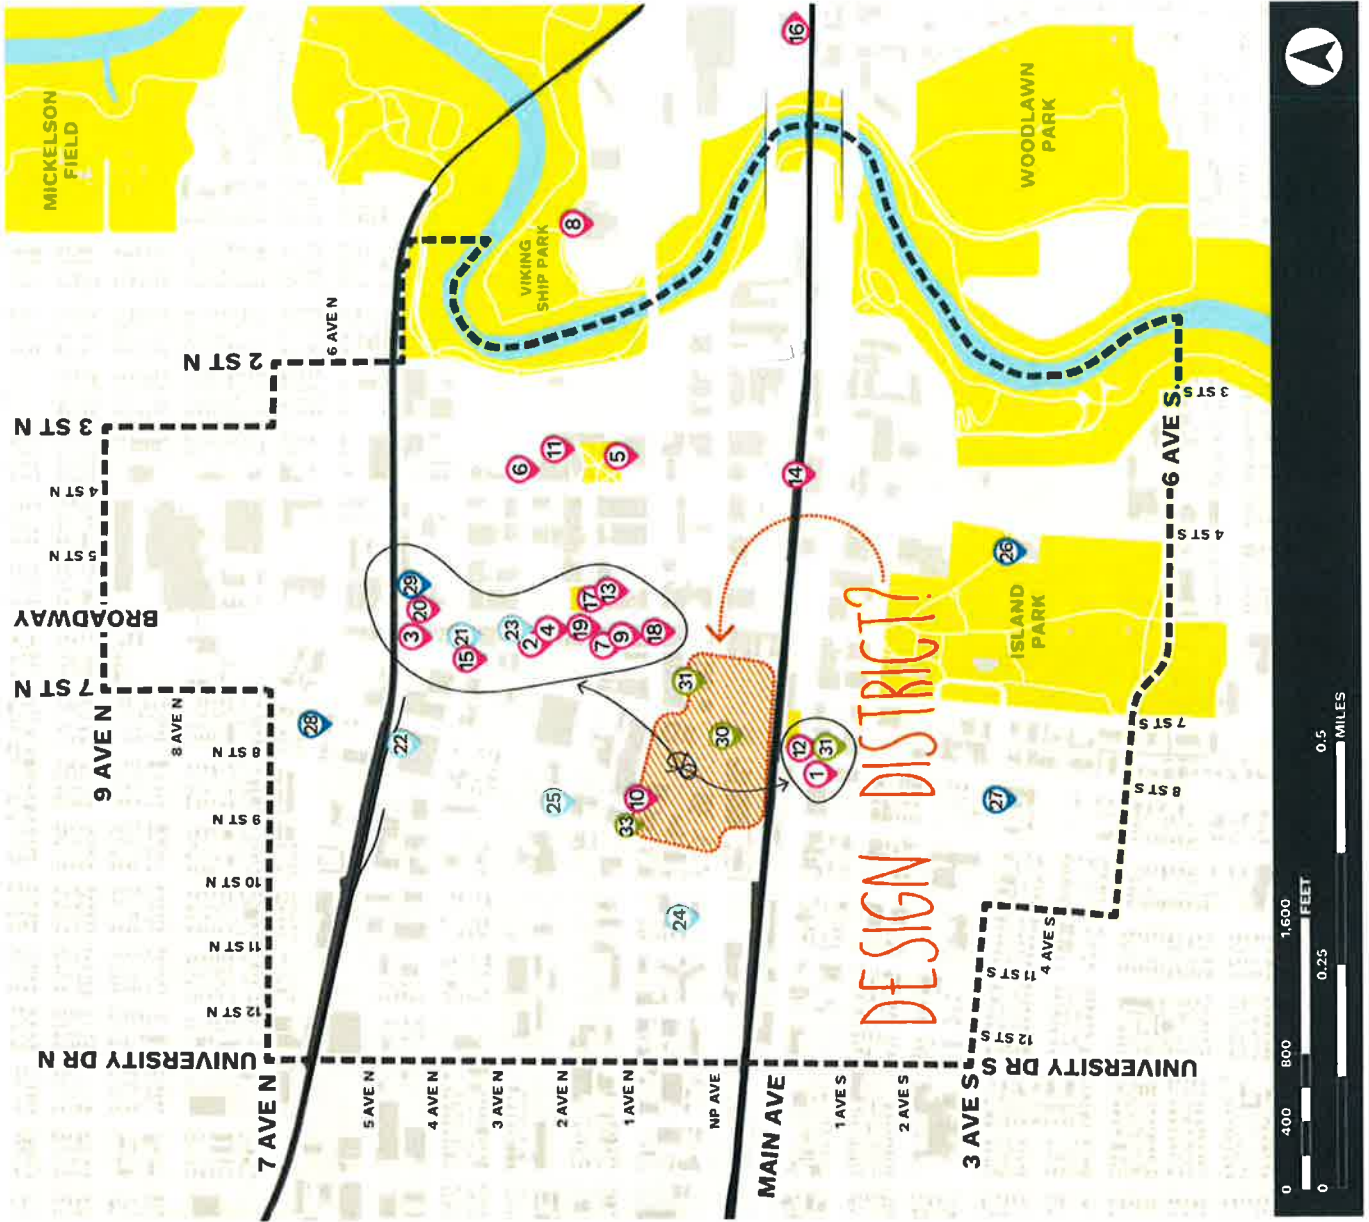 MICKELSON
FIELD
16
WOODLAWN
PARK
8
VIKING
SHIP PARK
6 AVE N
2 ST N
3 ST N
4 ST N
5 ST N
BROADWAY
7 ST N
9 AVE N
8 AVE N
8 ST N
9 ST N
10 ST N
11 ST N
12 ST N
UNIVERSITY DR N
7 AVE N
5 AVE N
4 AVE N
3 AVE N
2 AVE N
1 AVE N
NP AVE
MAIN AVE
1 AVE S
2 AVE S
3 AVE S
UNIVERSITY DR S
12 ST S
11 ST S
4 AVE S
8 ST S
7 ST S
4 ST S
6 AVE S
3 ST S
ISLAND
PARK
6
11
5
14
29
20
3
21
15
23
2
4
19
17
13
7
9
18
26
28
22
25
31
30
10
33
12
31
1
27
24
DESIGN DISTRICT?
0 400 800 1,600
FEET
0 0.25 0.5
MILES